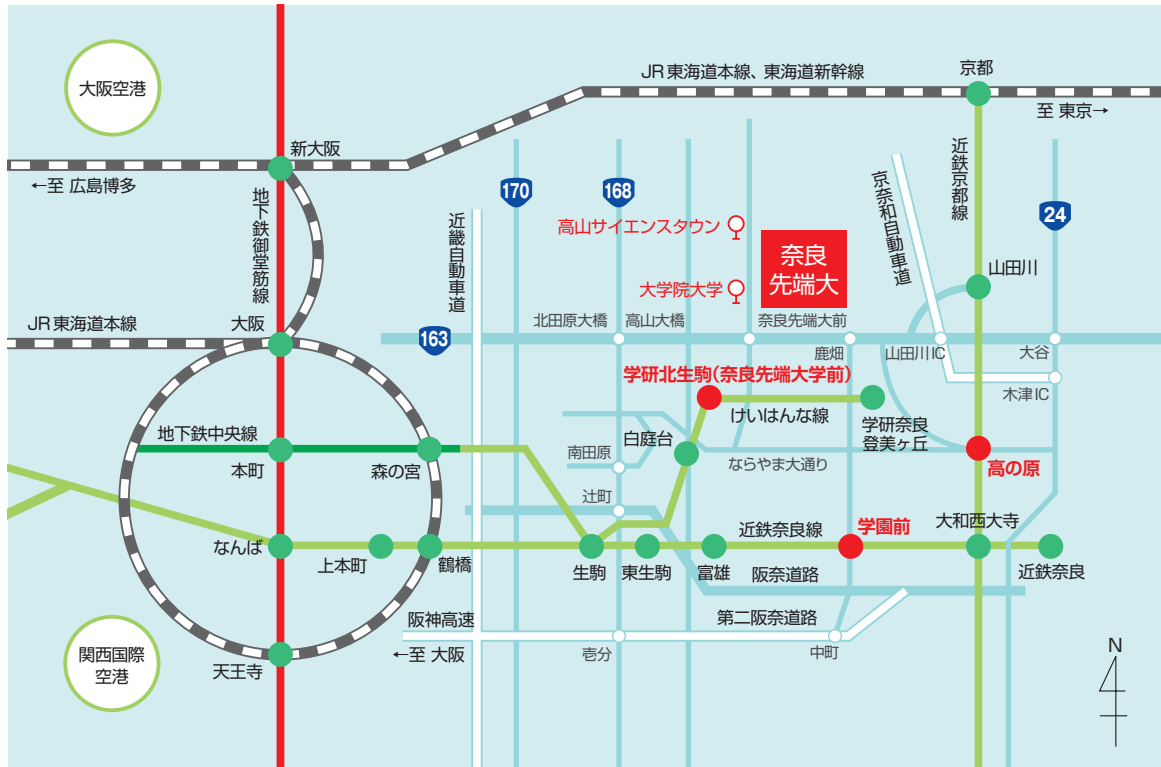 大阪空港
JR東海道本線、東海道新幹線
京都
至 東京→
新大阪
←至 広島博多
地下鉄御堂筋線
170
168
近畿自動車道
高山サイエンスタウン
大学院大学
奈良
先端大
京奈和自動車道
近鉄京都線
24
山田川
JR東海道本線
大阪
163
北田原大橋
高山大橋
奈良先端大前
鹿畑
山田川IC
大谷
木津IC
学研北生駒(奈良先端大学前)
けいはんな線
学研奈良
登美ヶ丘
地下鉄中央線
本町
森の宮
南田原
白庭台
ならやま大通り
高の原
辻町
なんば
上本町
鶴橋
生駒
東生駒
富雄
近鉄奈良線
学園前
大和西大寺
近鉄奈良
阪奈道路
阪神高速
第二阪奈道路
←至 大阪
壱分
中町
関西国際
空港
天王寺
N